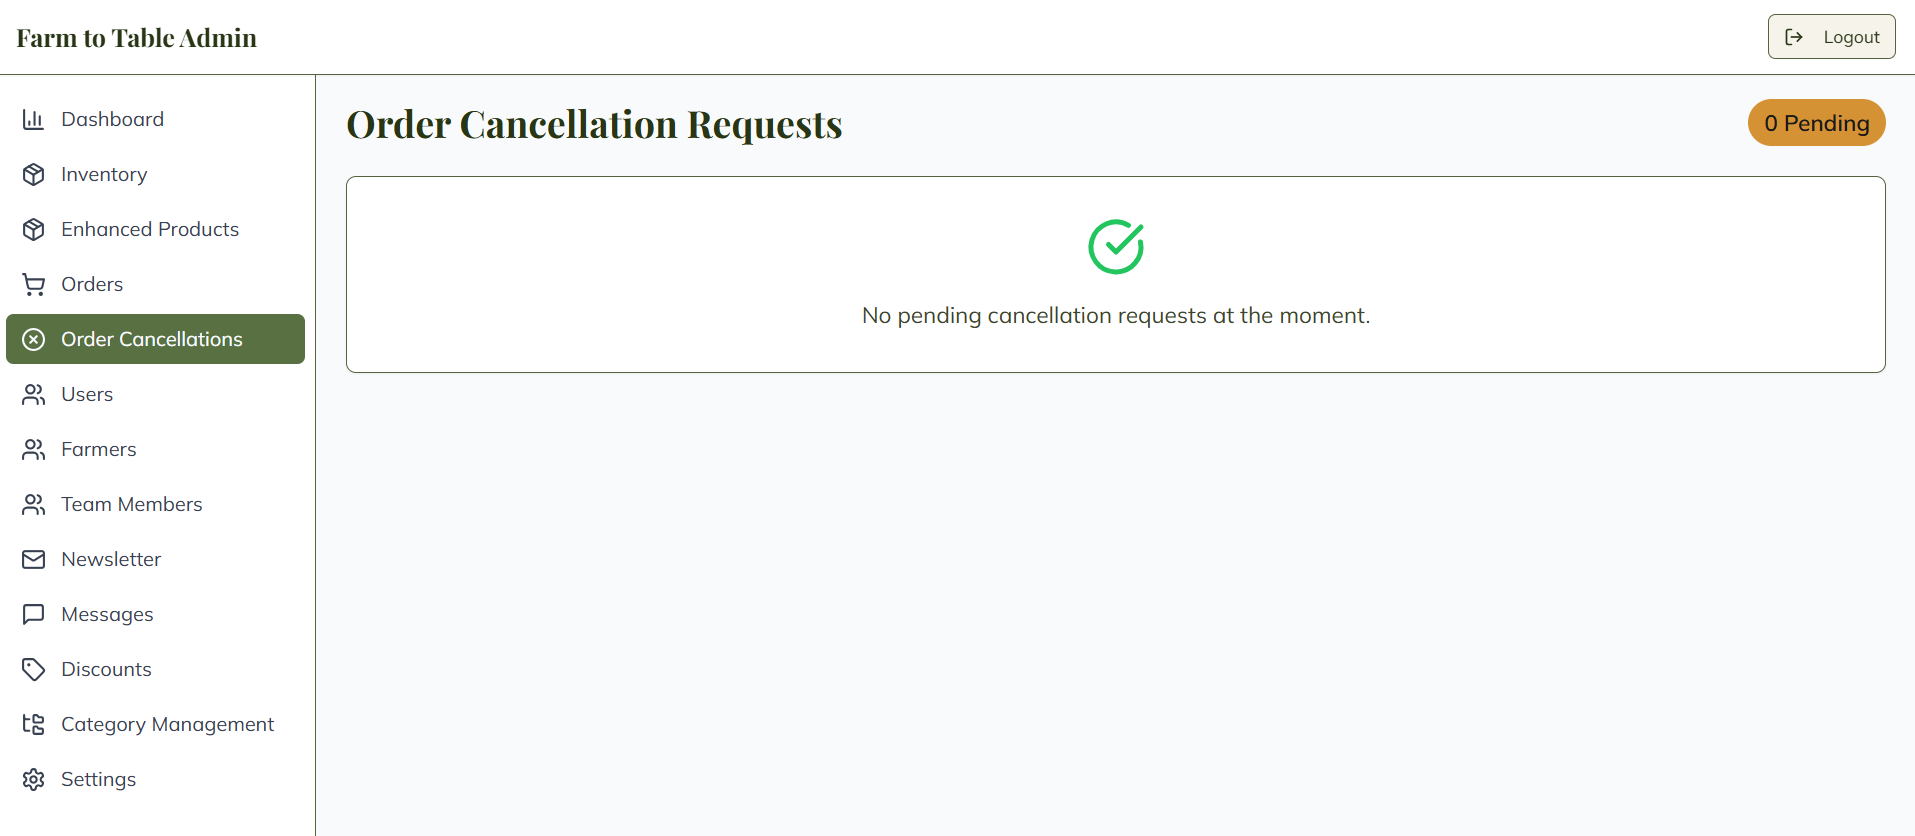 Farm to Table Admin
Logout
Dashboard
Inventory
Enhanced Products
Orders
Order Cancellations
Users
Farmers
Team Members
Newsletter
Messages
Discounts
Category Management
Settings
Order Cancellation Requests
0 Pending
No pending cancellation requests at the moment.